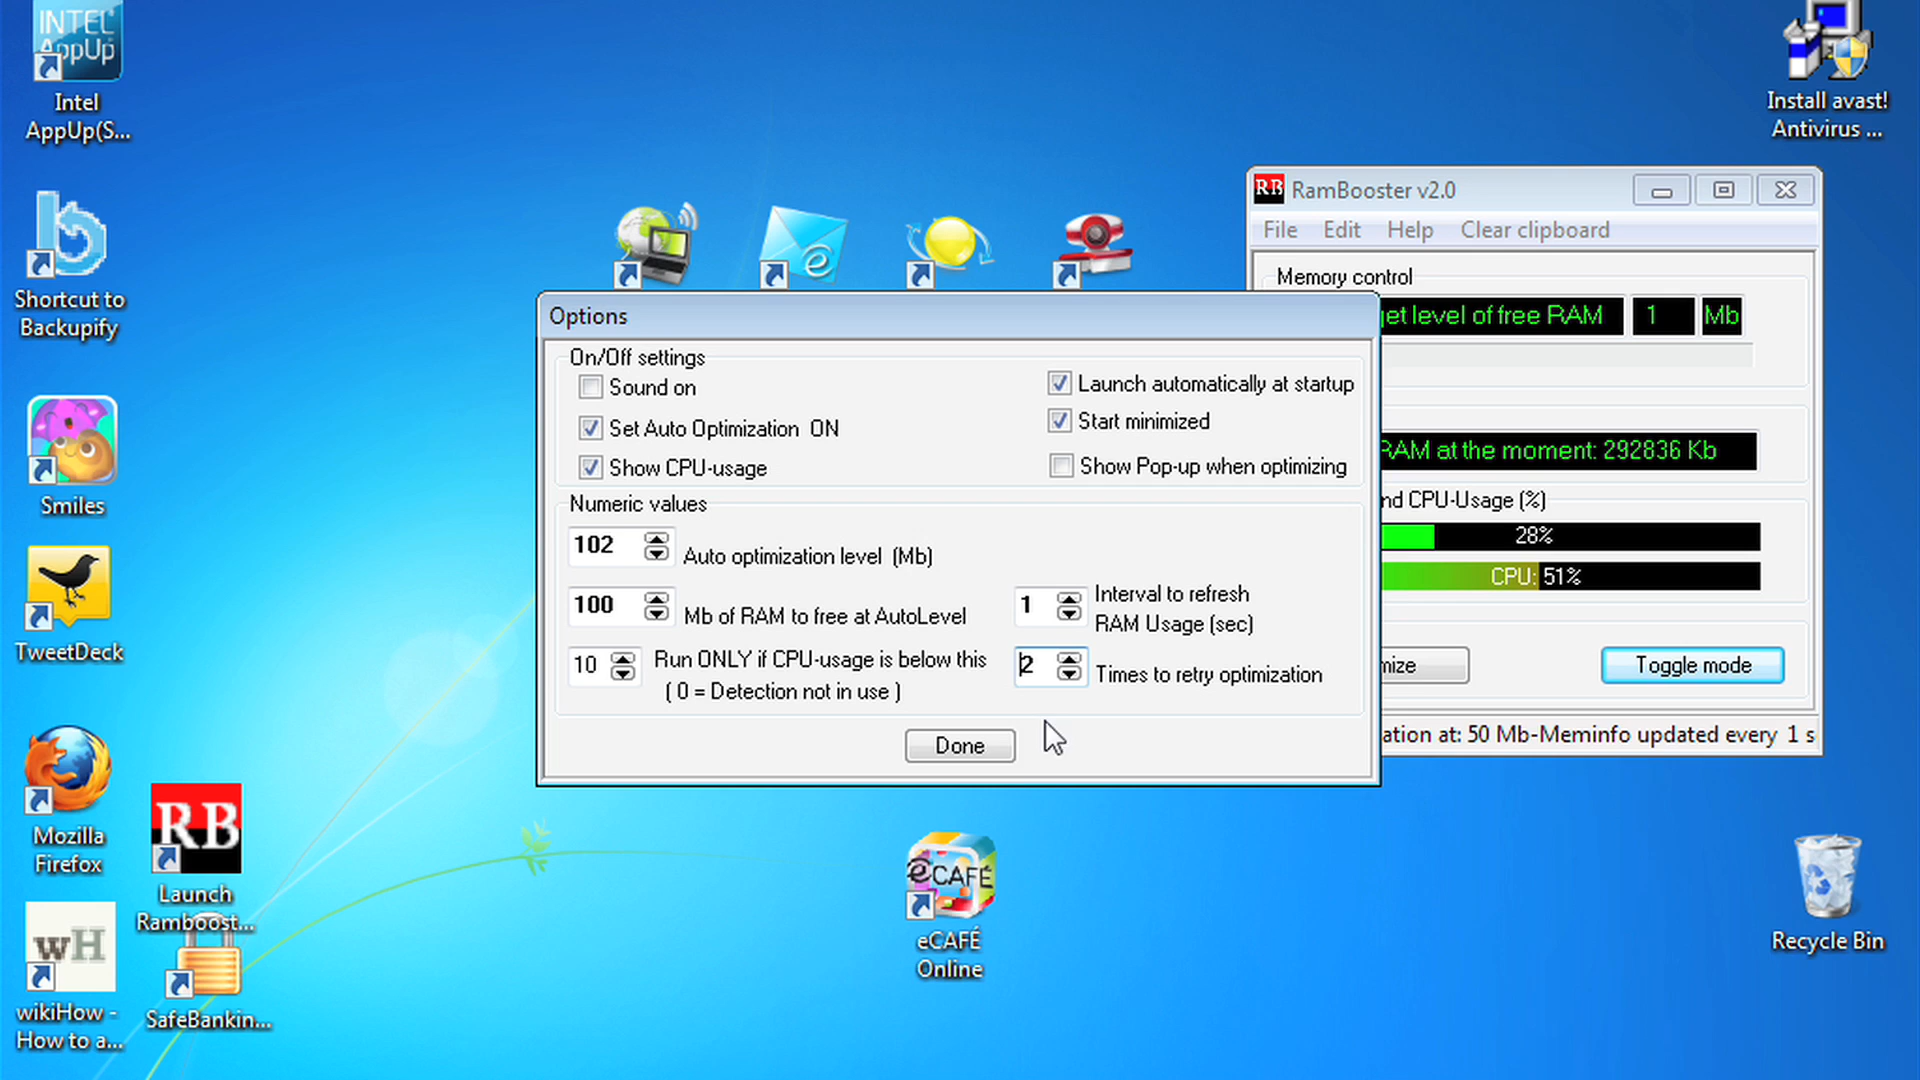 INTEL
AppUp
Intel
AppUp(S...
Shortcut to
Backupify
Smiles
TweetDeck
Mozilla
Firefox
RB
Launch
Ramboost...
wH
wikiHow -
How to a...
SafeBankin...
eCAFÉ
eCAFÉ
Online
Install avast!
Antivirus ...
Recycle Bin
RB RamBooster v2.0
File Edit Help Clear clipboard
Memory control
get level of free RAM 1 Mb
RAM at the moment: 292836 Kb
nd CPU-Usage (%)
28%
CPU: 51%
mize Toggle mode
ation at: 50 Mb-Meminfo updated every 1 s
Options
On/Off settings
Sound on
Set Auto Optimization ON
Show CPU-usage
Launch automatically at startup
Start minimized
Show Pop-up when optimizing
Numeric values
102 Auto optimization level (Mb)
100 Mb of RAM to free at AutoLevel
10 Run ONLY if CPU-usage is below this
( 0 = Detection not in use )
1 Interval to refresh
RAM Usage (sec)
2 Times to retry optimization
Done